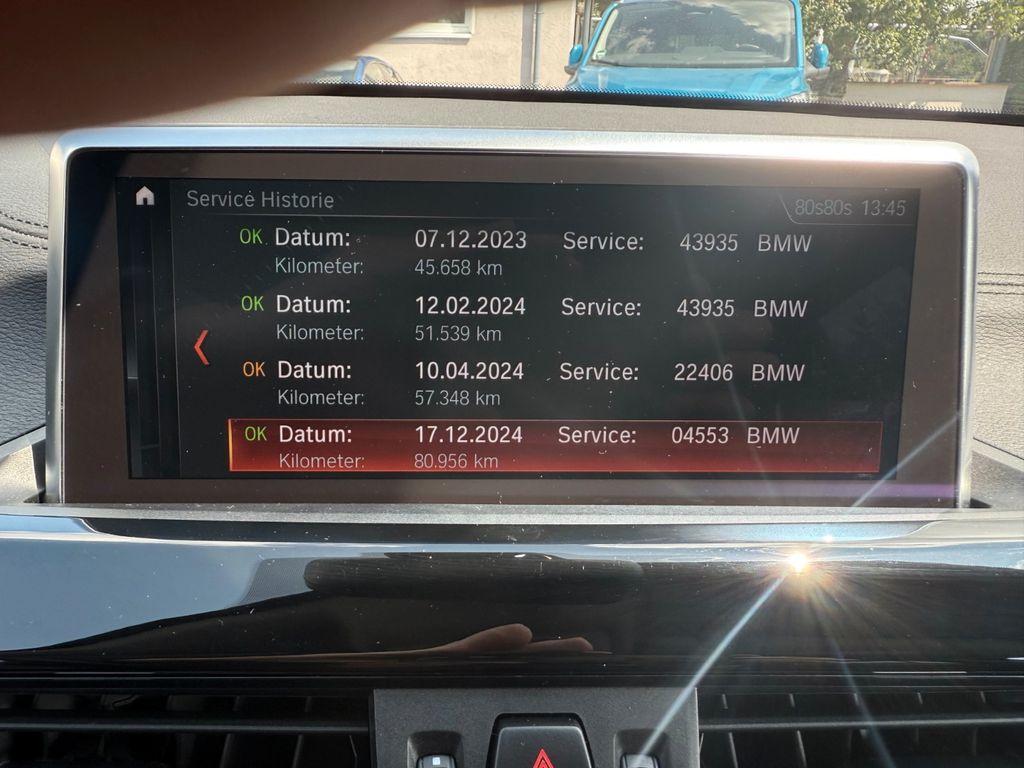 Service Historie
80s80s 13:45
OK Datum: 07.12.2023 Service: 43935 BMW
Kilometer: 45.658 km
OK Datum: 12.02.2024 Service: 43935 BMW
Kilometer: 51.539 km
OK Datum: 10.04.2024 Service: 22406 BMW
Kilometer: 57.348 km
OK Datum: 17.12.2024 Service: 04553 BMW
Kilometer: 80.956 km